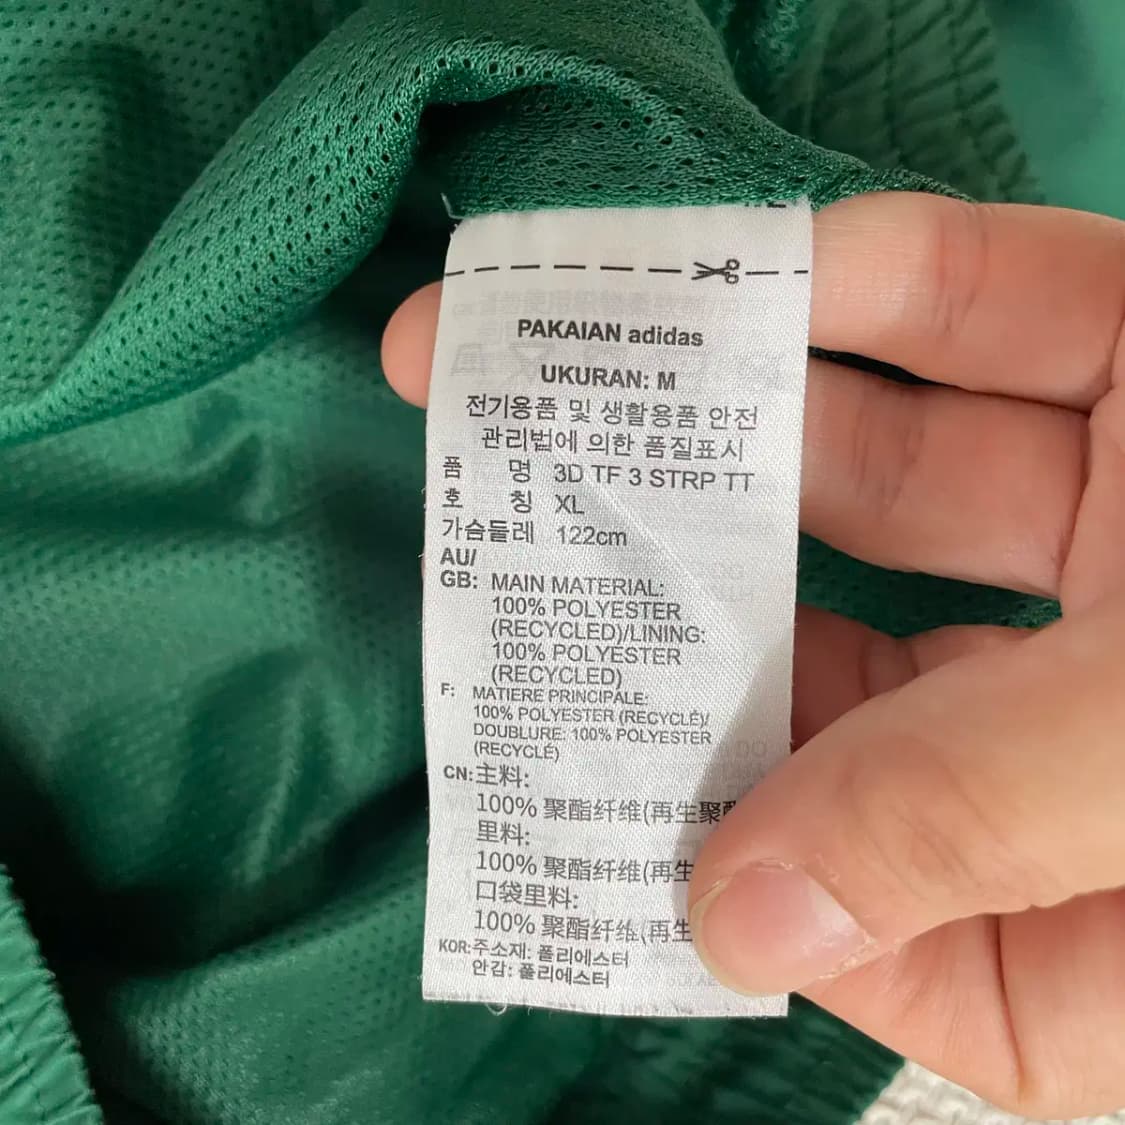 PAKAIAN adidas
UKURAN: M
전기용품 및 생활용품 안전
관리법에 의한 품질표시
품 명 3D TF 3 STRP TT
호 칭 XL
가슴둘레 122cm
AU/
GB: MAIN MATERIAL:
100% POLYESTER
(RECYCLED)/LINING:
100% POLYESTER
(RECYCLED)
F: MATIERE PRINCIPALE:
100% POLYESTER (RECYCLÉ)/
DOUBLURE: 100% POLYESTER
(RECYCLÉ)
CN:主料:
100% 聚酯纤维(再生聚
里料:
100% 聚酯纤维(再生
口袋里料:
100% 聚酯纤维(再生
KOR:주소재: 폴리에스터
안감: 폴리에스터